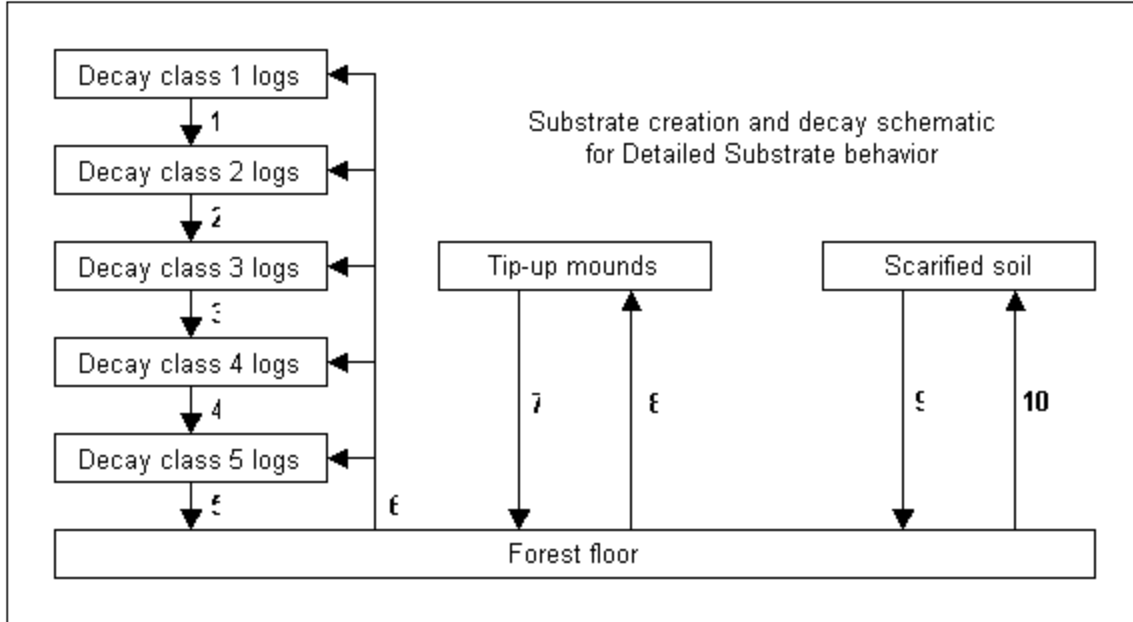 Decay class 1 logs
1
Substrate creation and decay schematic
for Detailed Substrate behavior
Decay class 2 logs
2
Decay class 3 logs
Tip-up mounds
Scarified soil
3
Decay class 4 logs
4
7
8
9
10
Decay class 5 logs
5
6
Forest floor